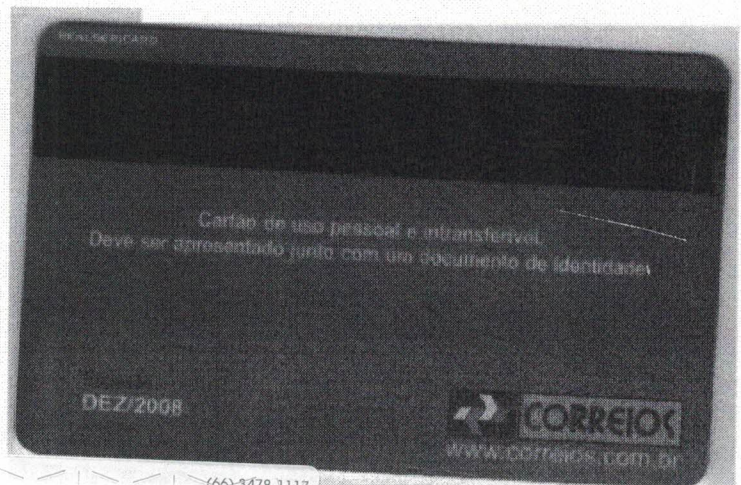 Cartão de uso pessoal e intransferível.
Deve ser apresentado junto com um documento de identidade.
DEZ/2008
CORREIOS
www.correios.com.br
(66) 3478-1117